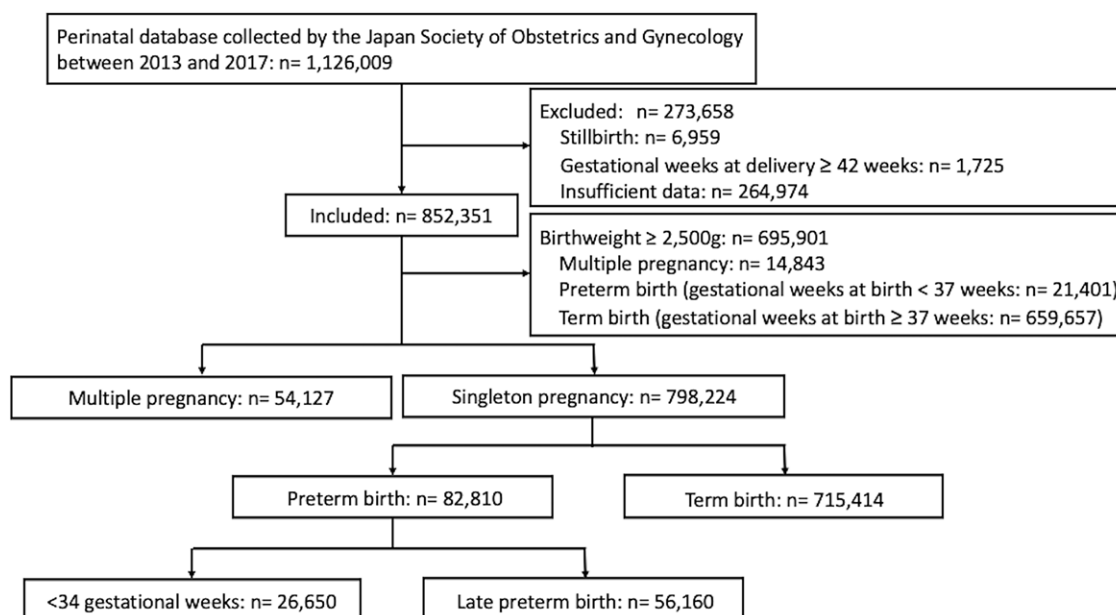 Perinatal database collected by the Japan Society of Obstetrics and Gynecology
between 2013 and 2017: n= 1,126,009
Excluded: n= 273,658
Stillbirth: n= 6,959
Gestational weeks at delivery ≥ 42 weeks: n= 1,725
Insufficient data: n= 264,974
Included: n= 852,351
Birthweight ≥ 2,500g: n= 695,901
Multiple pregnancy: n= 14,843
Preterm birth (gestational weeks at birth < 37 weeks: n= 21,401)
Term birth (gestational weeks at birth ≥ 37 weeks: n= 659,657)
Multiple pregnancy: n= 54,127
Singleton pregnancy: n= 798,224
Preterm birth: n= 82,810
Term birth: n= 715,414
<34 gestational weeks: n= 26,650
Late preterm birth: n= 56,160